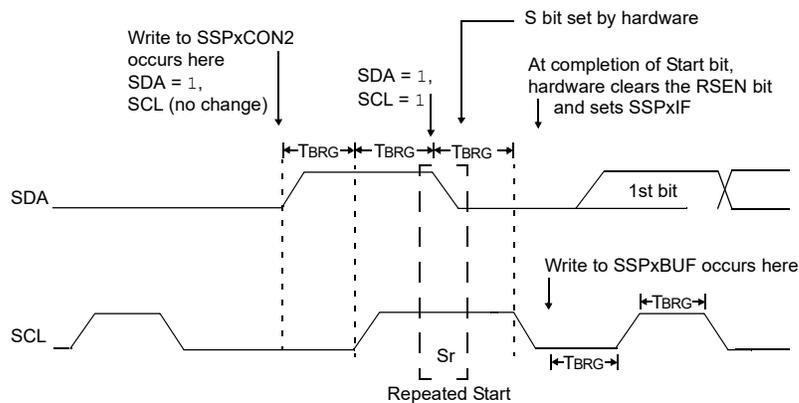 S bit set by hardware
Write to SSPxCON2
occurs here
SDA = 1,
SCL (no change)
SDA = 1,
SCL = 1
At completion of Start bit,
hardware clears the RSEN bit
and sets SSPxIF
TBRG TBRG TBRG
SDA
1st bit
Write to SSPxBUF occurs here
TBRG
SCL
Sr
TBRG
Repeated Start